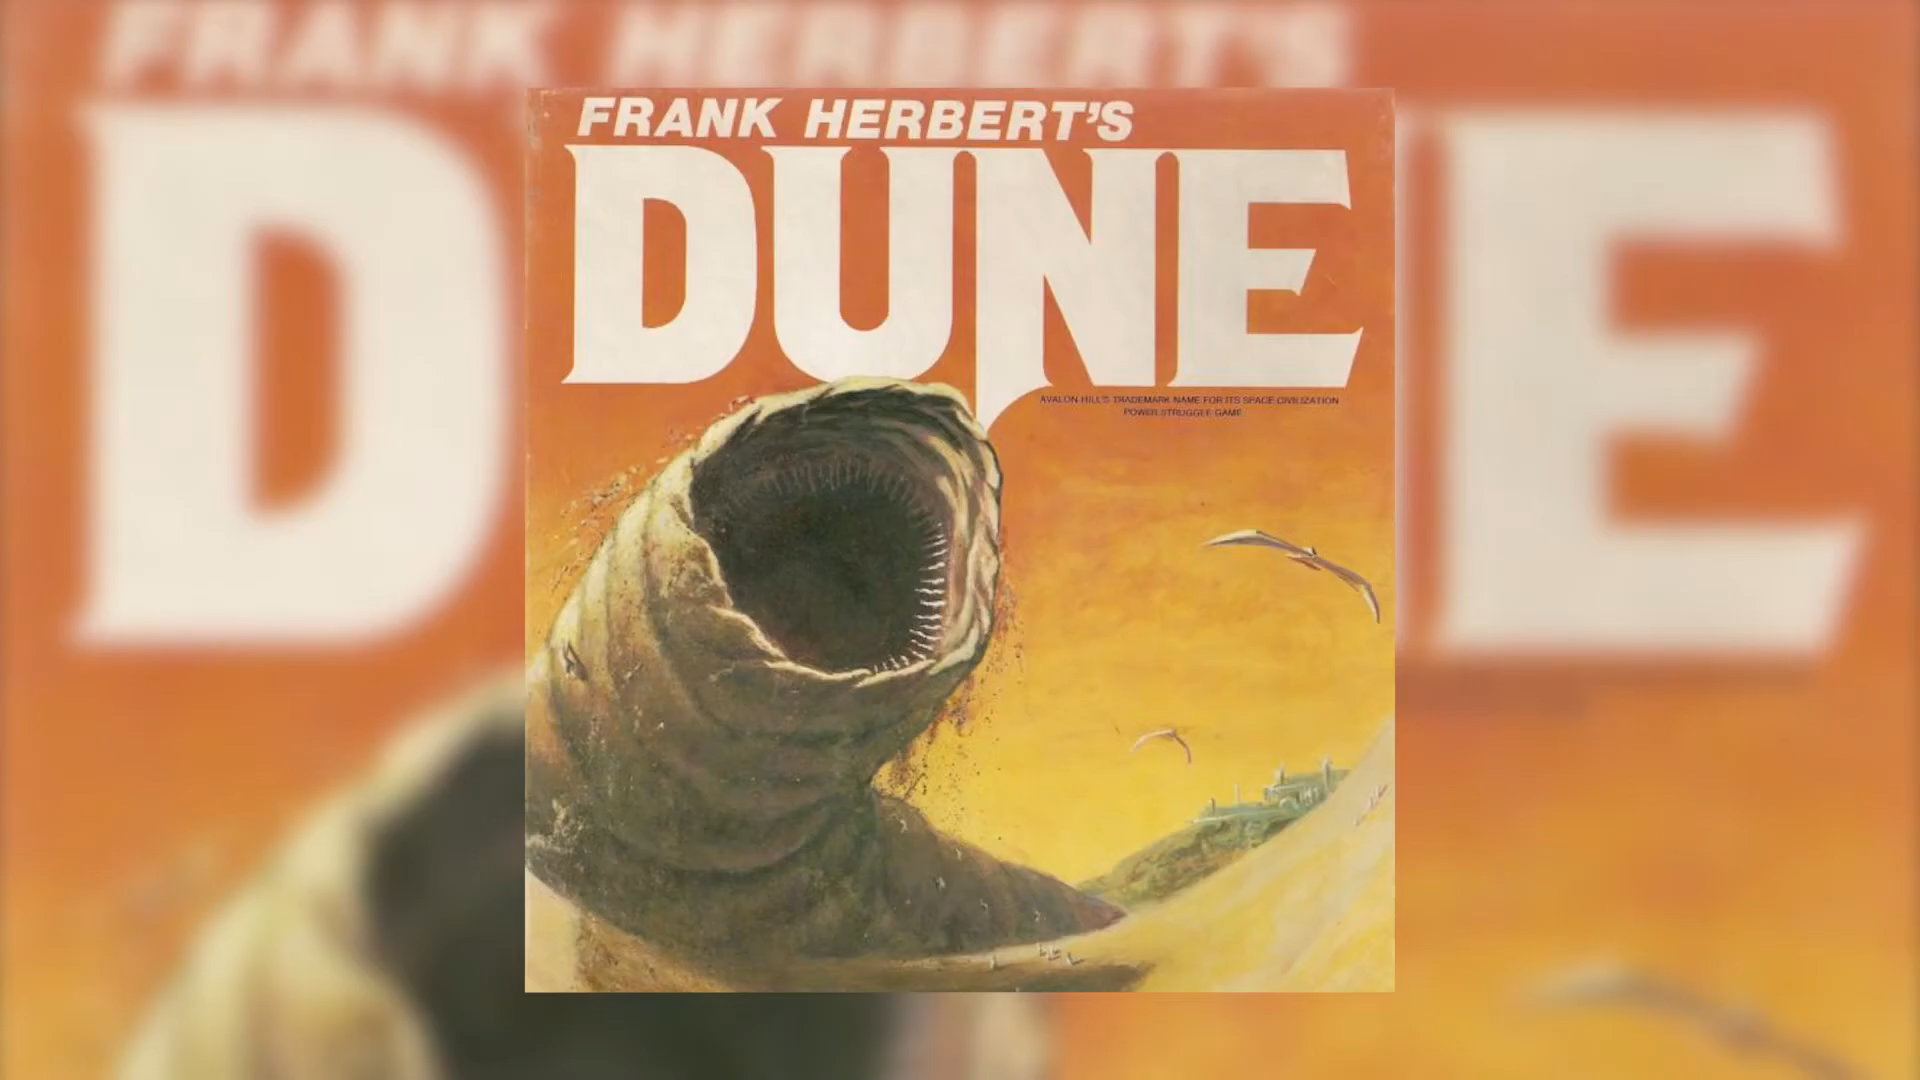 FRANK HERBERT'S
DUNE
AVALON HILL'S TRADEMARK NAME FOR ITS SPACE CIVILIZATION
POWER STRUGGLE GAME